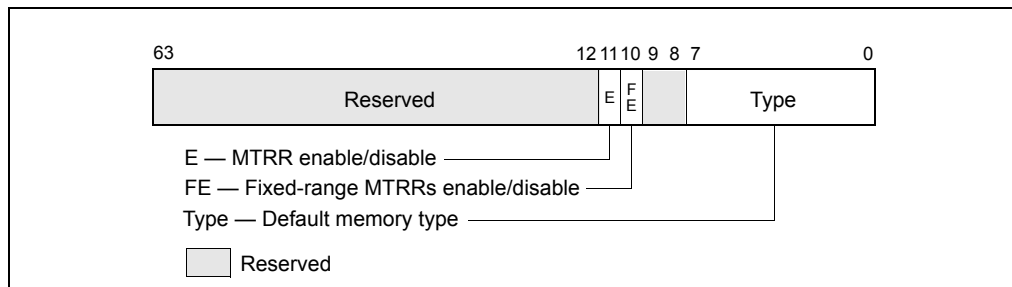 63 12 11 10 9 8 7 0
Reserved E FE Type
E — MTRR enable/disable
FE — Fixed-range MTRRs enable/disable
Type — Default memory type
Reserved